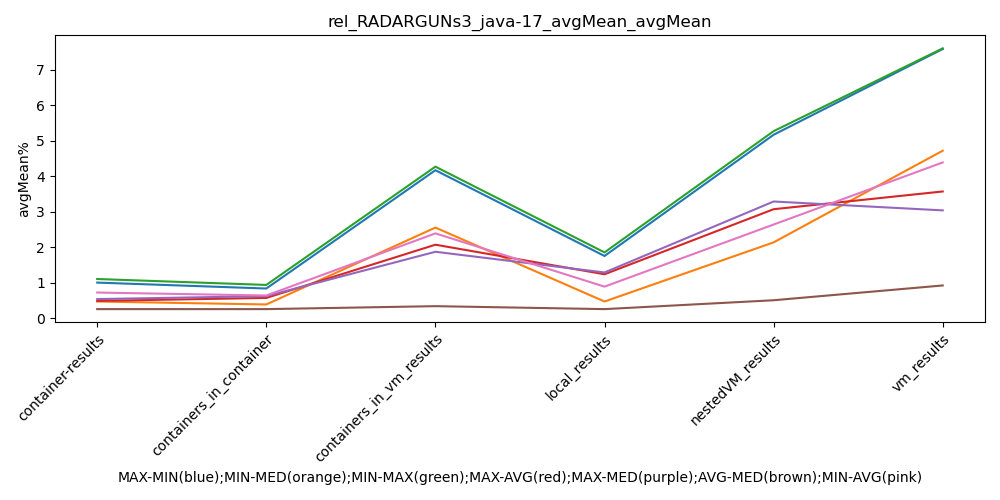 rel_RADARGUNs3_java-17_avgMean_avgMean
avgMean%
7
6
5
4
3
2
1
0
container-results
containers_in_container
containers_in_vm_results
local_results
nestedVM_results
vm_results
MAX-MIN(blue);MIN-MED(orange);MIN-MAX(green);MAX-AVG(red);MAX-MED(purple);AVG-MED(brown);MIN-AVG(pink)